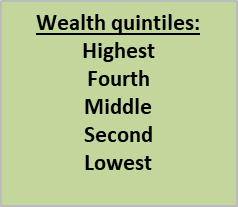 Wealth quintiles:
Highest
Fourth
Middle
Second
Lowest